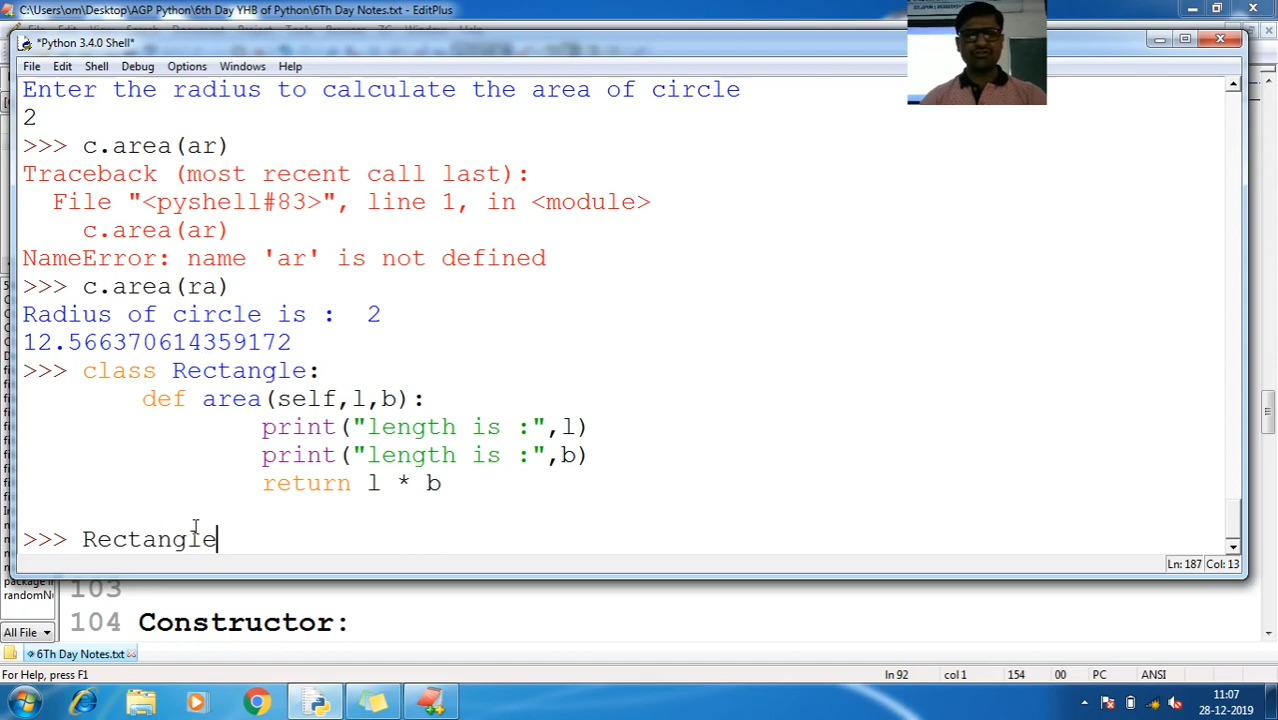 C:\Users\om\Desktop\AGP Python\6th Day YHB of Python\6Th Day Notes.txt - EditPlus
*Python 3.4.0 Shell*
File Edit Shell Debug Options Windows Help
Enter the radius to calculate the area of circle
2
>>> c.area(ar)
Traceback (most recent call last):
File "<pyshell#83>", line 1, in <module>
c.area(ar)
NameError: name 'ar' is not defined
>>> c.area(ra)
Radius of circle is :  2
12.566370614359172
>>> class Rectangle:
def area(self,l,b):
print("length is :",l)
print("length is :",b)
return l * b
>>> Rectangle
Ln: 187 Col: 13
103
randomNu
104 Constructor:
All File
6Th Day Notes.txt
For Help, press F1 ln 92 col1 154 00 PC ANSI
11:07
28-12-2019